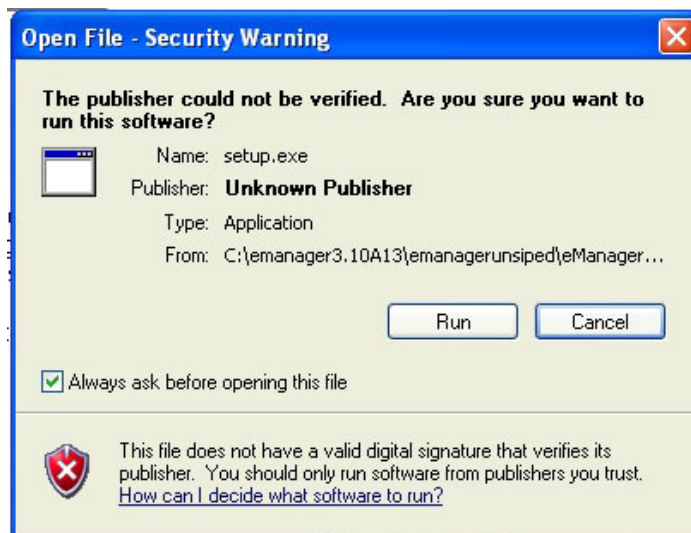 Open File - Security Warning
The publisher could not be verified. Are you sure you want to
run this software?
Name: setup.exe
Publisher: Unknown Publisher
Type: Application
From: C:\emanager3.10A13\emanagerunsiped\eManager...
Run Cancel
Always ask before opening this file
This file does not have a valid digital signature that verifies its
publisher. You should only run software from publishers you trust.
How can I decide what software to run?